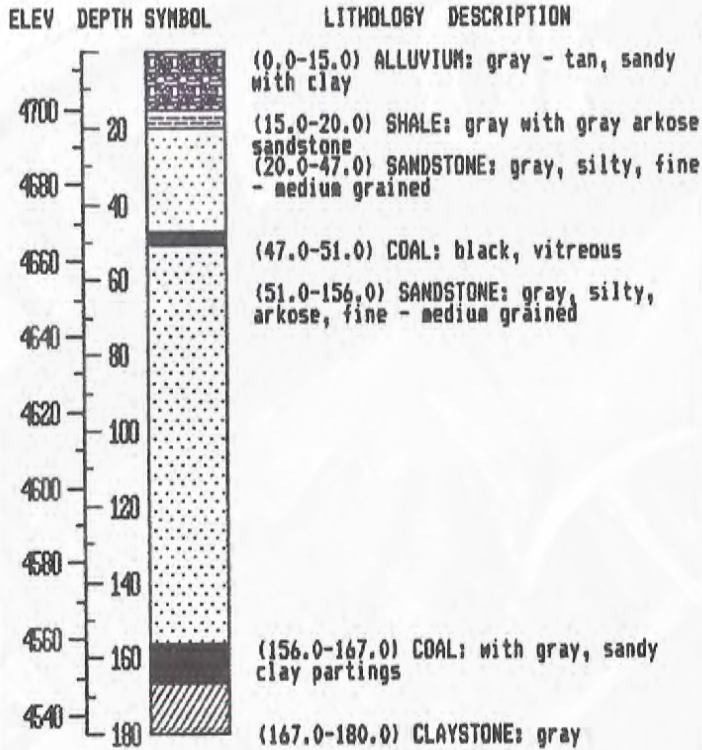 ELEV DEPTH SYMBOL LITHOLOGY DESCRIPTION
(0.0-15.0) ALLUVIUM: gray - tan, sandy
with clay
4700
20
(15.0-20.0) SHALE: gray with gray arkose
sandstone
(20.0-47.0) SANDSTONE: gray, silty, fine
- medium grained
4680
40
(47.0-51.0) COAL: black, vitreous
4660
60
(51.0-156.0) SANDSTONE: gray, silty,
arkose, fine - medium grained
4640
80
4620
100
4600
120
4580
140
4560
(156.0-167.0) COAL: with gray, sandy
clay partings
160
4540
180
(167.0-180.0) CLAYSTONE: gray